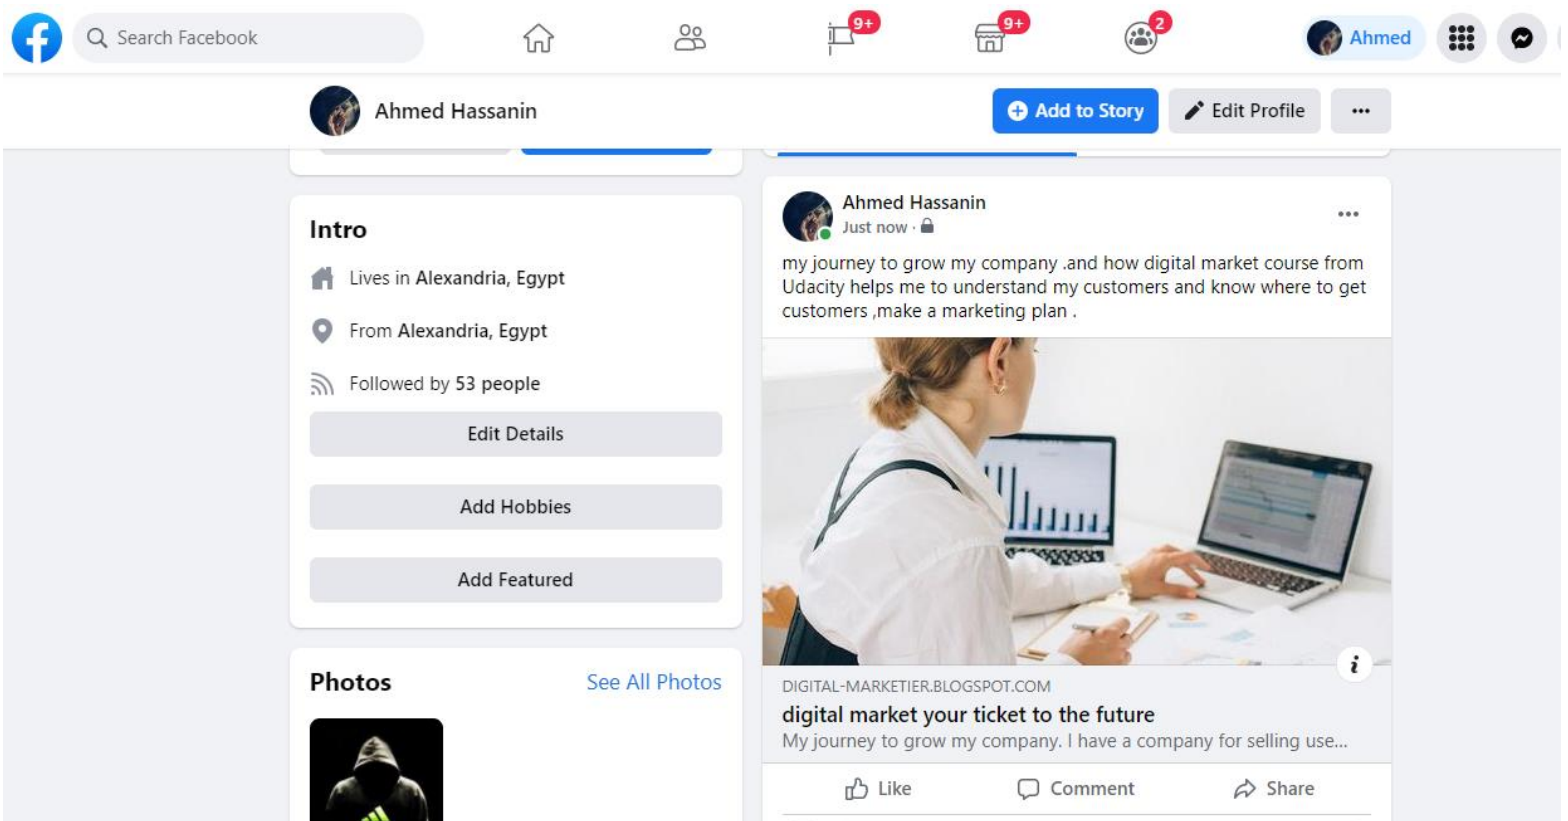 Search Facebook
9+
9+
2
Ahmed
Ahmed Hassanin
Add to Story
Edit Profile
Intro
Lives in Alexandria, Egypt
From Alexandria, Egypt
Followed by 53 people
Edit Details
Add Hobbies
Add Featured
Photos
See All Photos
Ahmed Hassanin
Just now ·
my journey to grow my company .and how digital market course from
Udacity helps me to understand my customers and know where to get
customers ,make a marketing plan .
i
DIGITAL-MARKETIER.BLOGSPOT.COM
digital market your ticket to the future
My journey to grow my company. I have a company for selling use...
Like
Comment
Share